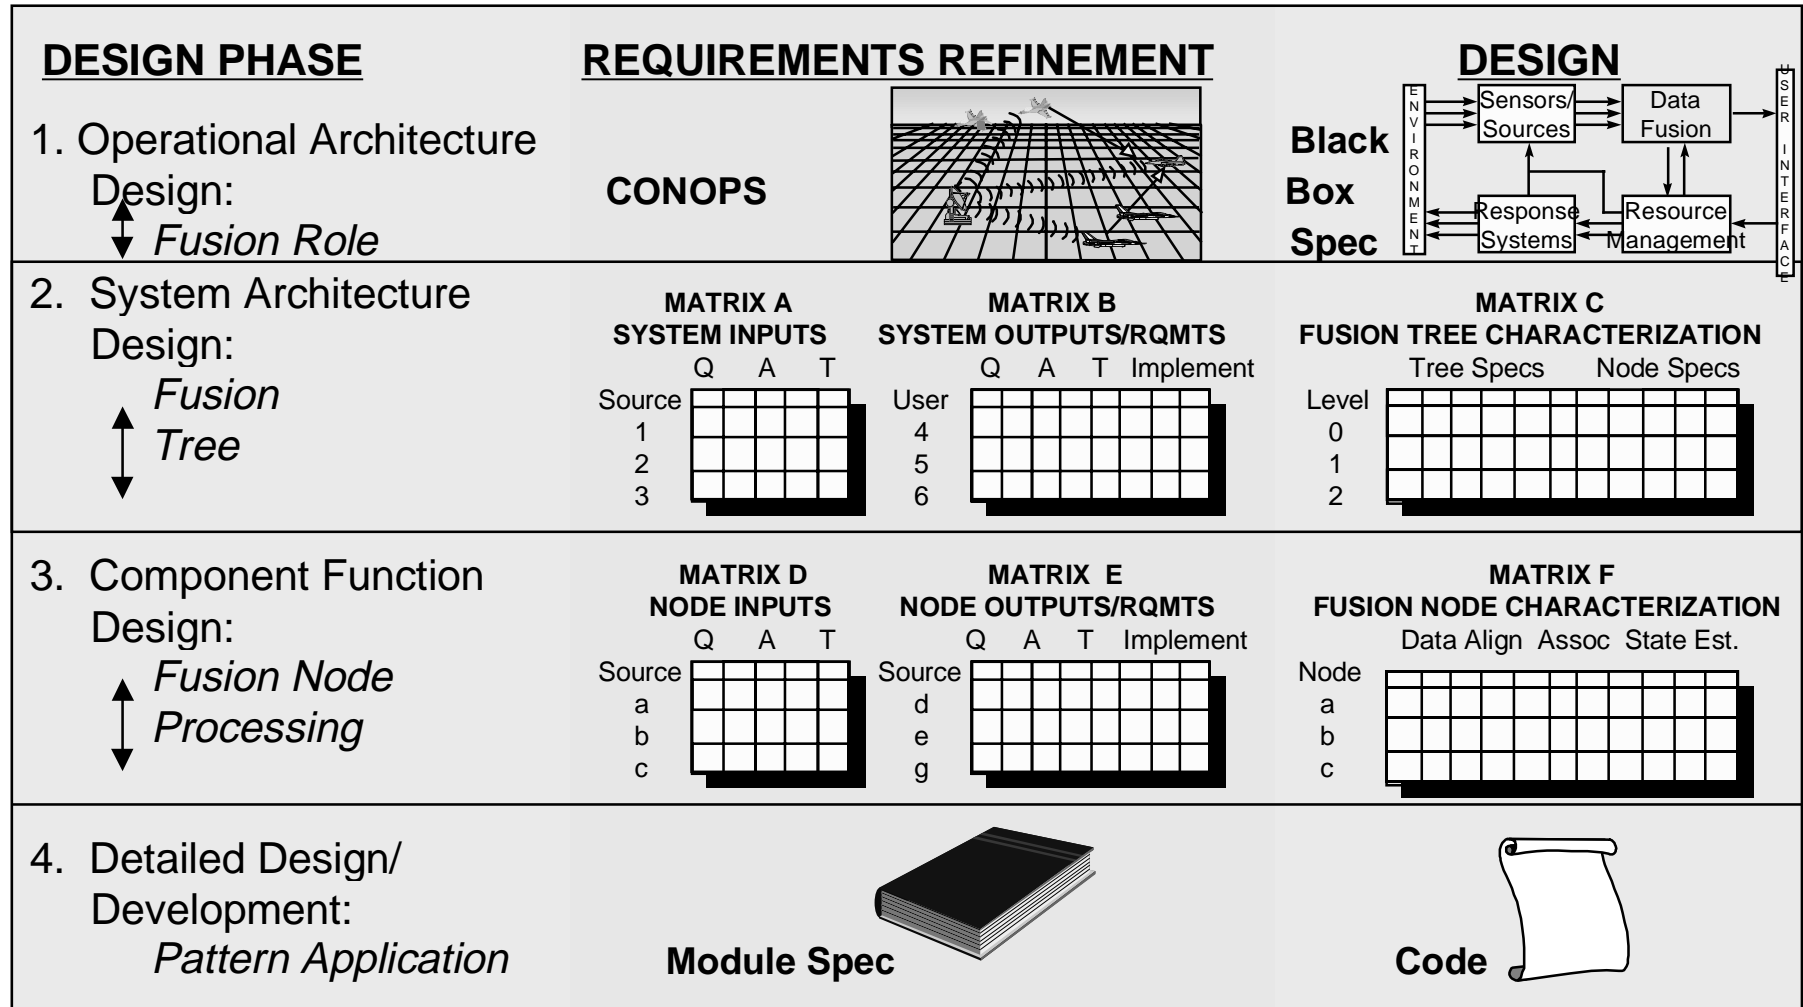 DESIGN PHASE
REQUIREMENTS REFINEMENT
DESIGN
1. Operational Architecture
Design:
Fusion Role
CONOPS
Black
Box
Spec
ENVIRONMENT
Sensors/
Sources
Data
Fusion
Response
Systems
Resource
Management
USER INTERFACE
2. System Architecture
Design:
Fusion
Tree
MATRIX A
SYSTEM INPUTS
Q A T
Source
1
2
3
MATRIX B
SYSTEM OUTPUTS/RQMTS
Q A T Implement
User
4
5
6
MATRIX C
FUSION TREE CHARACTERIZATION
Tree Specs Node Specs
Level
0
1
2
3. Component Function
Design:
Fusion Node
Processing
MATRIX D
NODE INPUTS
Q A T
Source
a
b
c
MATRIX E
NODE OUTPUTS/RQMTS
Q A T Implement
Source
d
e
g
MATRIX F
FUSION NODE CHARACTERIZATION
Data Align Assoc State Est.
Node
a
b
c
4. Detailed Design/
Development:
Pattern Application
Module Spec
Code